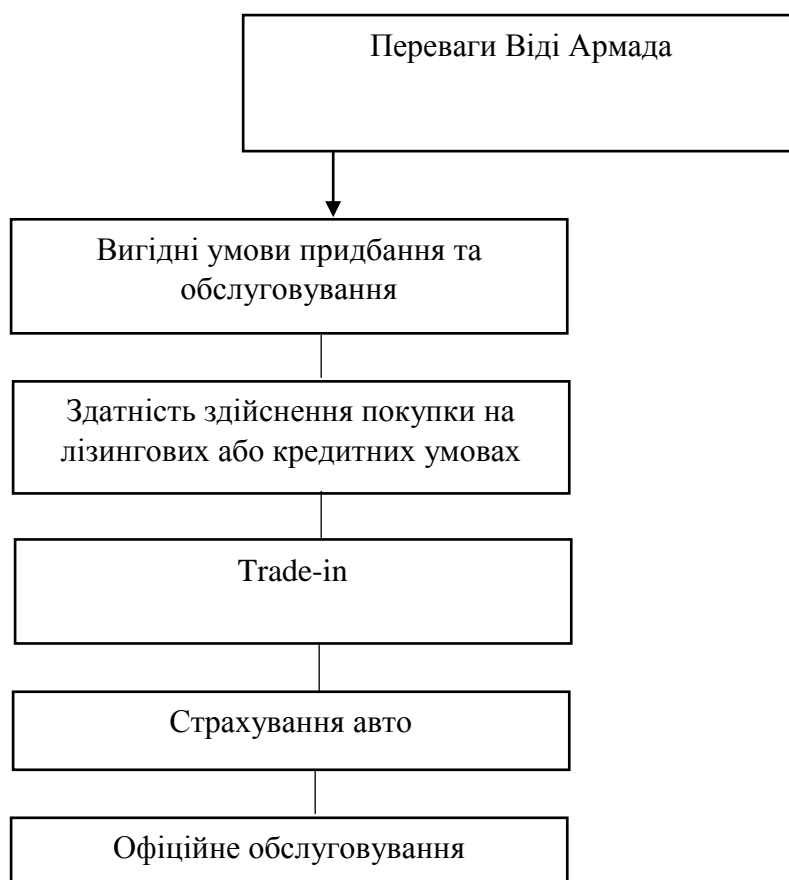 Переваги Віді Армада
Вигідні умови придбання та
обслуговування
Здатність здійснення покупки на
лізингових або кредитних умовах
Trade-in
Страхування авто
Офіційне обслуговування